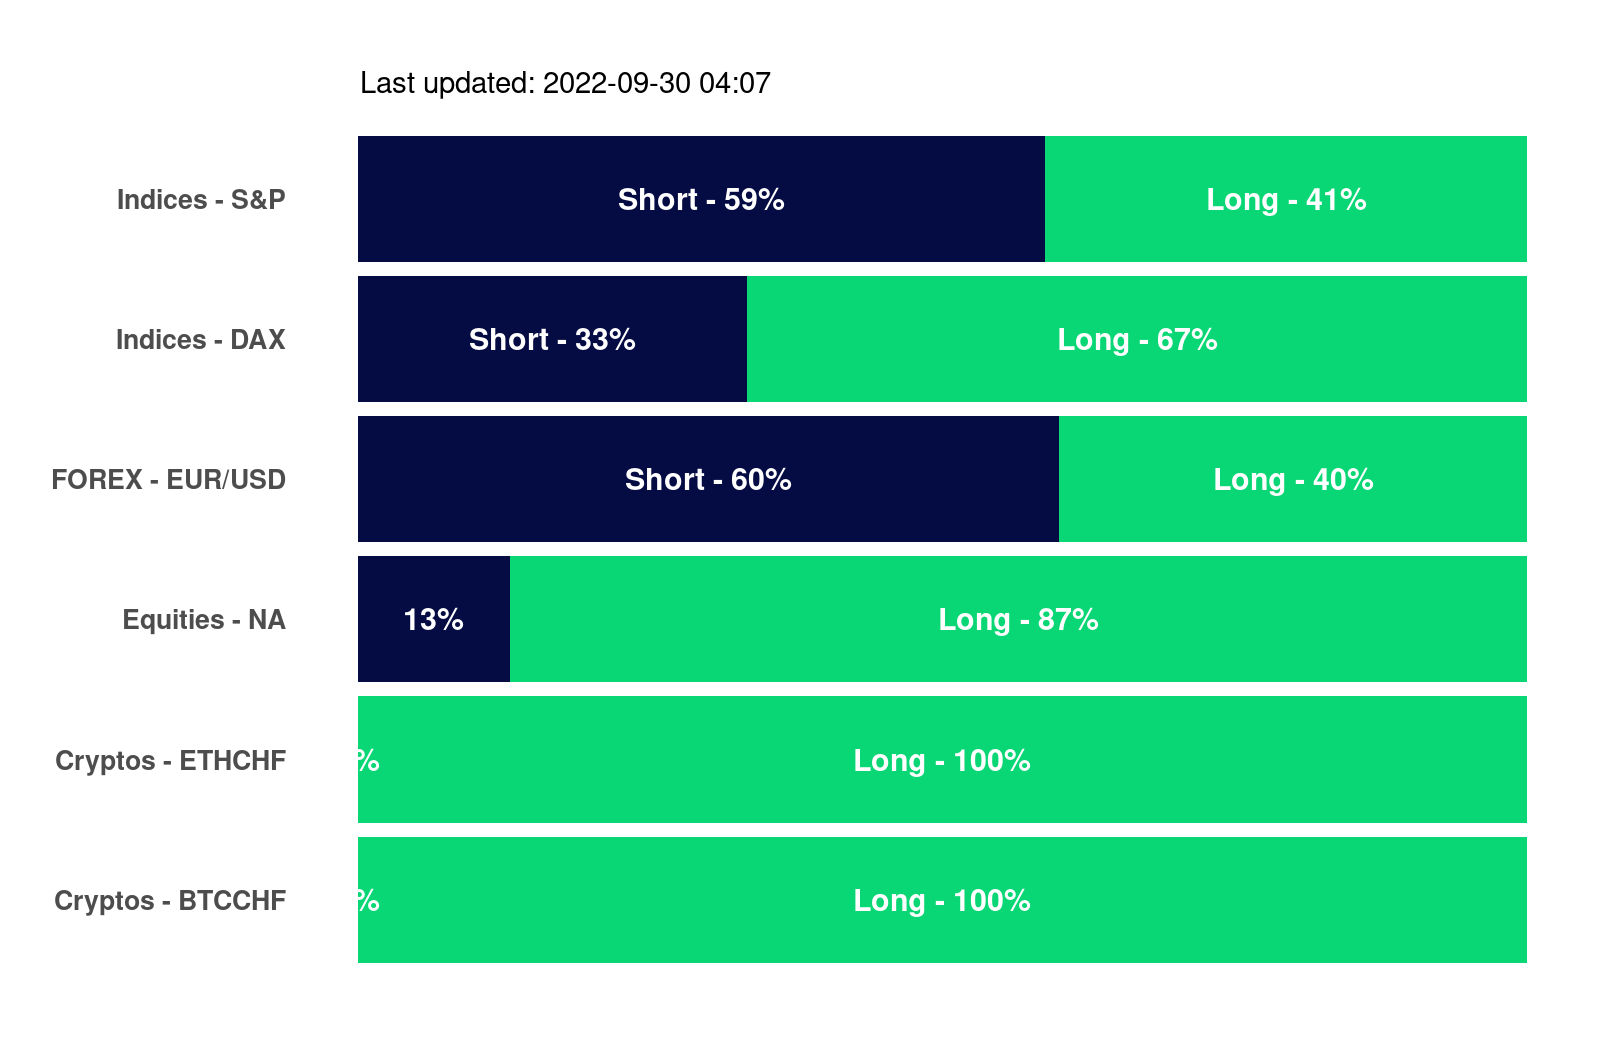 Last updated: 2022-09-30 04:07
Indices - S&P Short - 59% Long - 41%
Indices - DAX Short - 33% Long - 67%
FOREX - EUR/USD Short - 60% Long - 40%
Equities - NA 13% Long - 87%
Cryptos - ETHCHF % Long - 100%
Cryptos - BTCCHF % Long - 100%